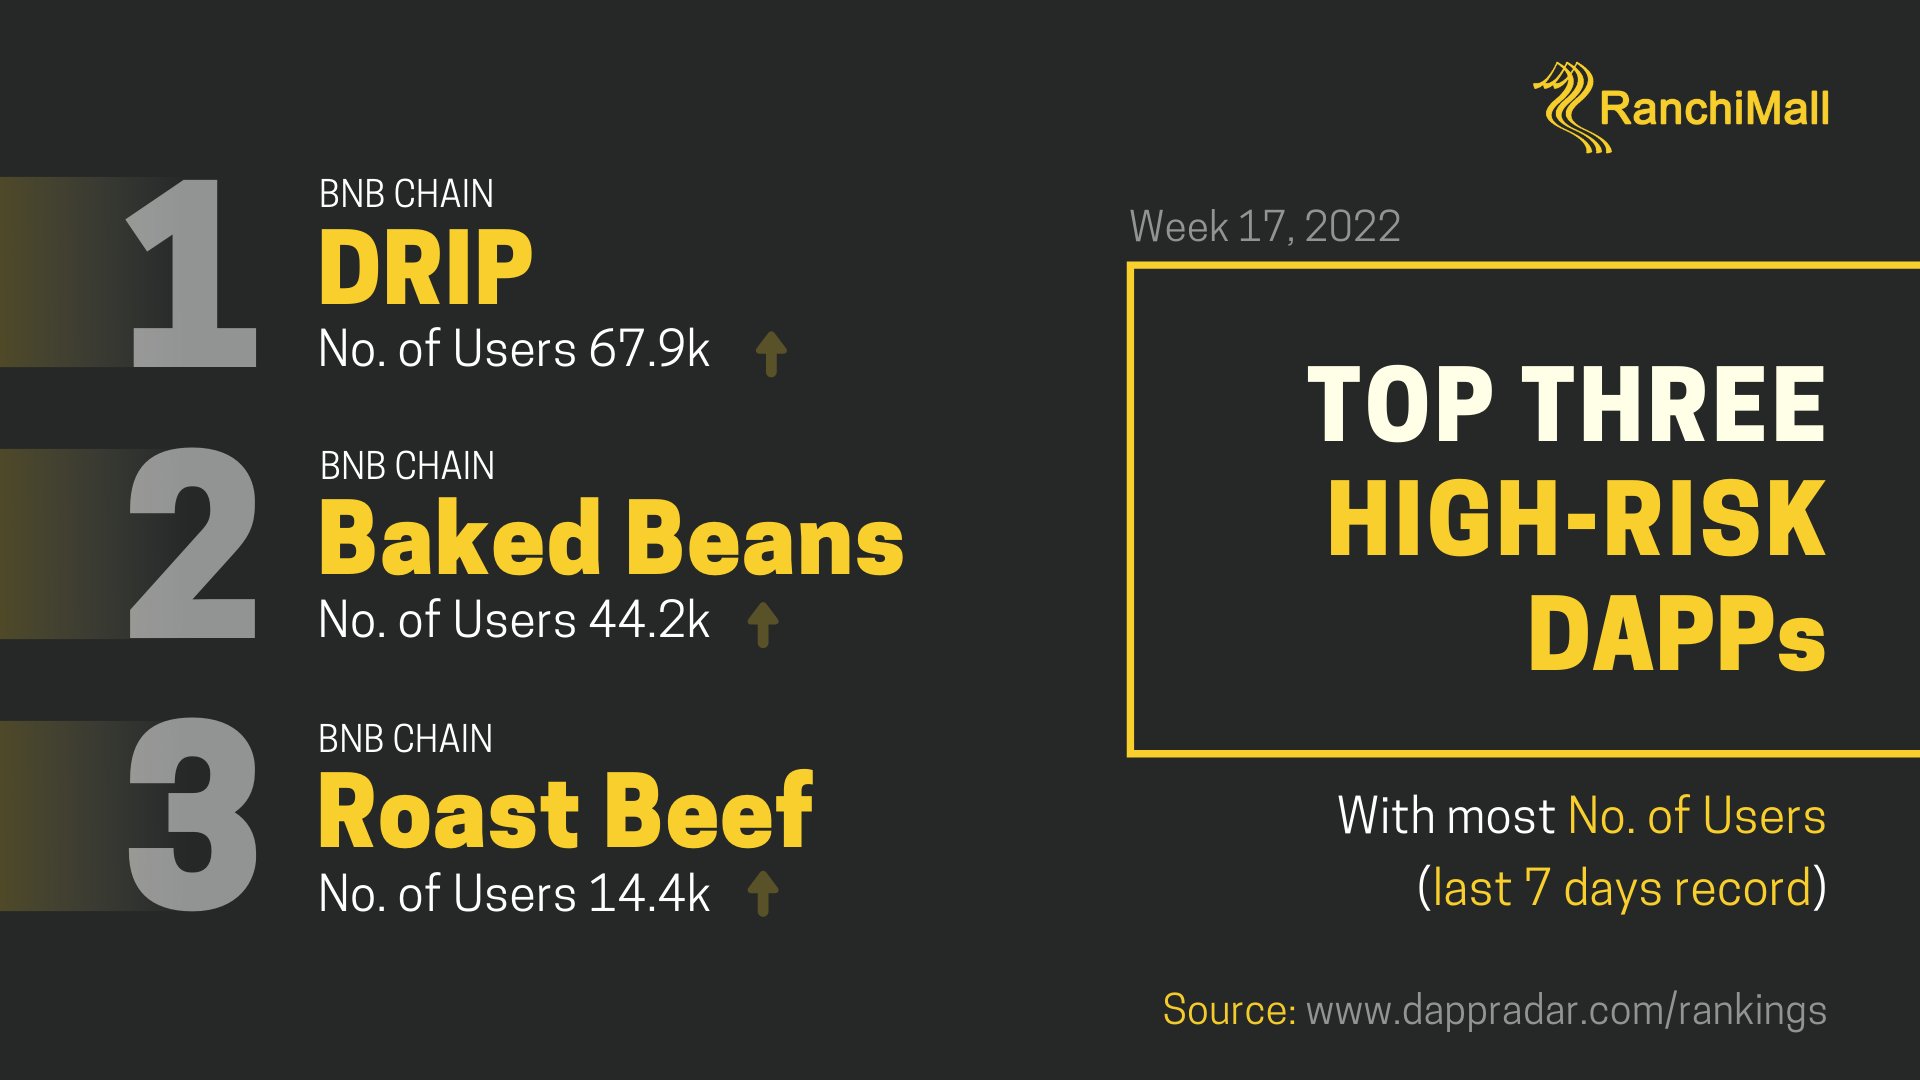 RanchiMall
Week 17, 2022
TOP THREE
HIGH-RISK
DAPPs
With most No. of Users
(last 7 days record)
1
BNB CHAIN
DRIP
No. of Users 67.9k
2
BNB CHAIN
Baked Beans
No. of Users 44.2k
3
BNB CHAIN
Roast Beef
No. of Users 14.4k
Source: www.dappradar.com/rankings